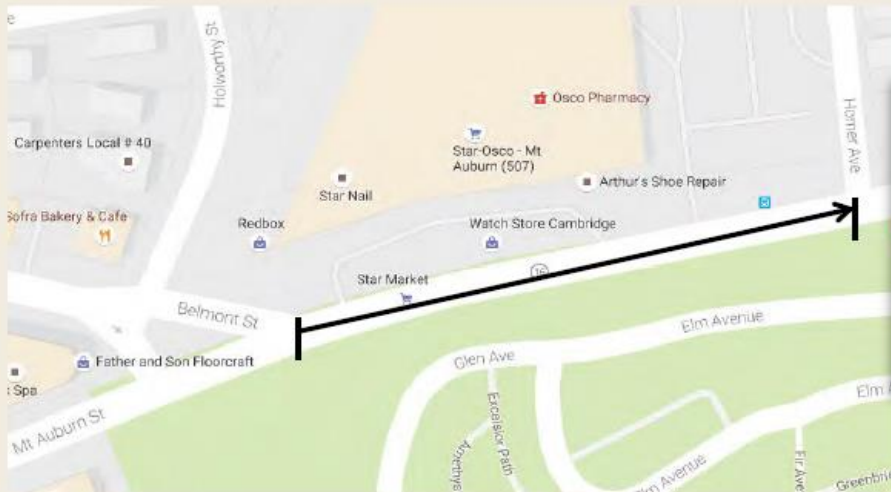 Holworthy St
Osco Pharmacy
Homer Ave
Carpenters Local # 40
Star-Osco - Mt
Auburn (507)
Star Nail
Arthur's Shoe Repair
Sofra Bakery & Cafe
Redbox
Watch Store Cambridge
16
Star Market
Belmont St
Elm Avenue
Father and Son Floorcraft
Glen Ave
Spa
Elm A
Excelsior Path
Mt Auburn St
Amethys
Elm Avenue
Fir Ave
Greenbri